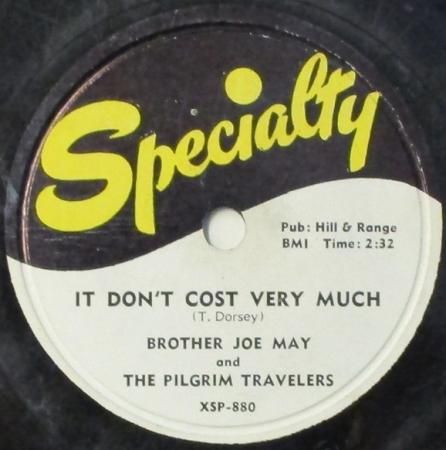 Specialty
Pub: Hill & Range
BMI Time: 2:32
IT DON'T COST VERY MUCH
(T. Dorsey)
BROTHER JOE MAY
and
THE PILGRIM TRAVELERS
XSP-880